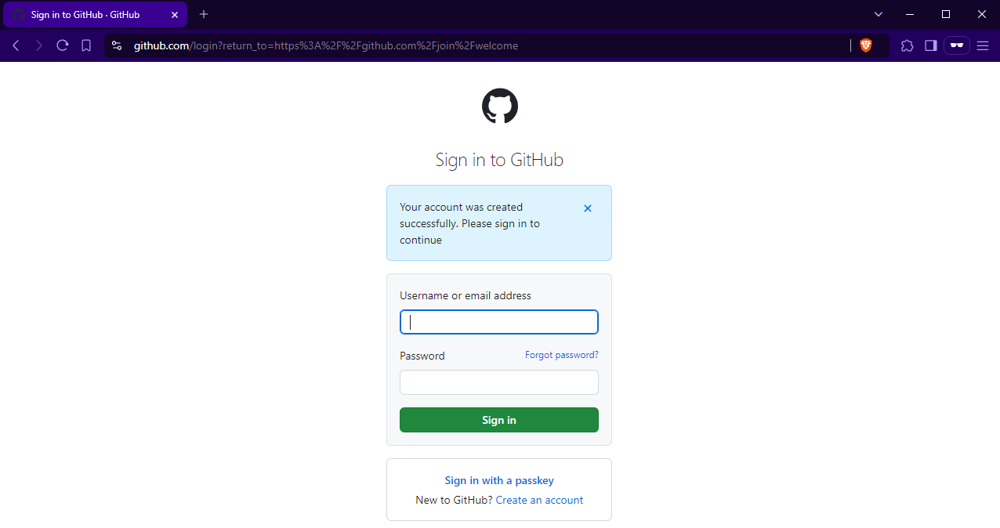 Sign in to GitHub · GitHub
github.com/login?return_to=https%3A%2F%2Fgithub.com%2Fjoin%2Fwelcome
Sign in to GitHub
Your account was created
successfully. Please sign in to
continue
Username or email address
Password Forgot password?
Sign in
Sign in with a passkey
New to GitHub? Create an account